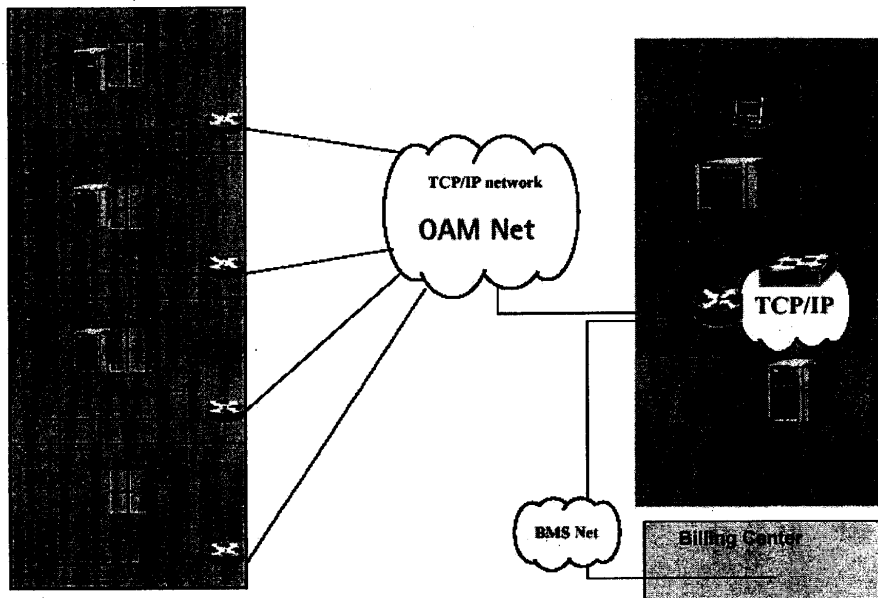 TCP/IP network
OAM Net
TCP/IP
BMS Net
Billing Center